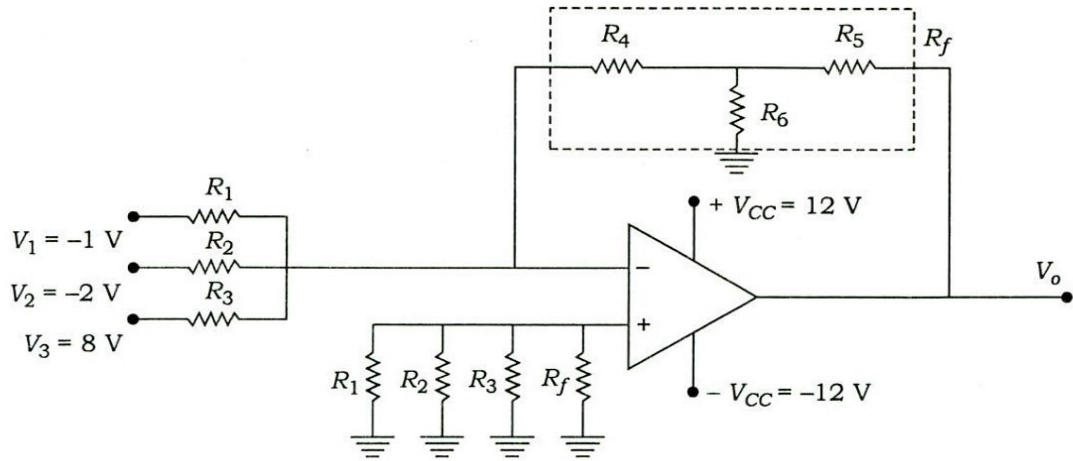 R4
R5
Rf
R6
R1
+ VCC = 12 V
V1 = –1 V
R2
–
Vo
V2 = –2 V
R3
+
V3 = 8 V
R1
R2
R3
Rf
– VCC = –12 V